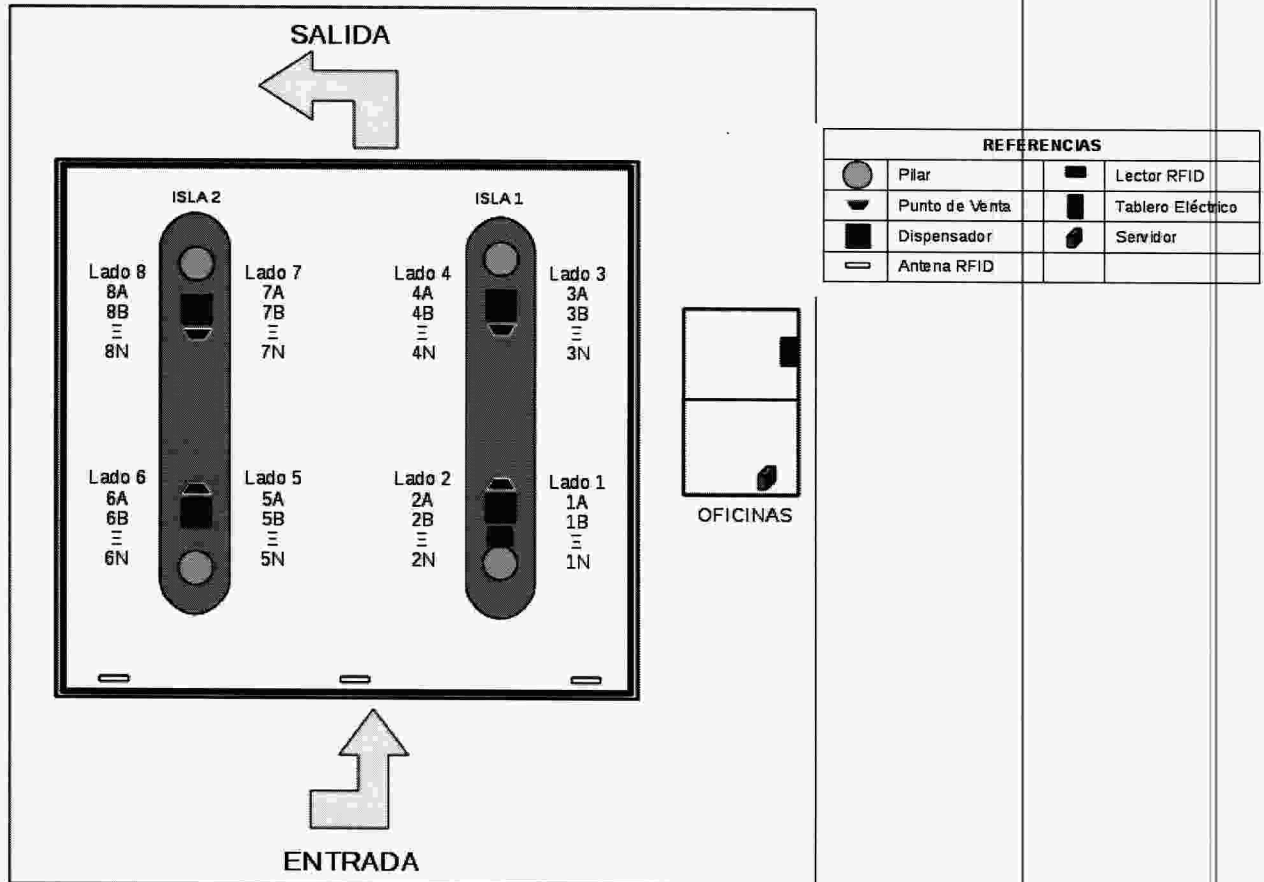 SALIDA
ISLA 2
ISLA 1
Lado 8
8A
8B
Ξ
8N
Lado 7
7A
7B
Ξ
7N
Lado 4
4A
4B
Ξ
4N
Lado 3
3A
3B
Ξ
3N
Lado 6
6A
6B
Ξ
6N
Lado 5
5A
5B
Ξ
5N
Lado 2
2A
2B
Ξ
2N
Lado 1
1A
1B
Ξ
1N
OFICINAS
ENTRADA
REFERENCIAS
Pilar
Lector RFID
Punto de Venta
Tablero Eléctrico
Dispensador
Servidor
Antena RFID